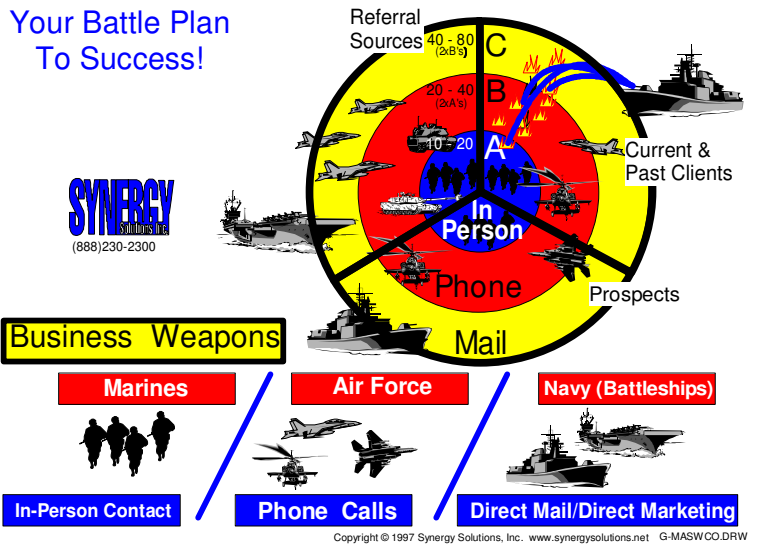 Your Battle Plan
To Success!
Referral
Sources
40 - 80
(2xB's)
C
20 - 40
(2xA's)
B
10 - 20
A
Current &
Past Clients
SYNERGY
Solutions Inc.
(888)230-2300
In
Person
Phone
Prospects
Mail
Business Weapons
Marines
Air Force
Navy (Battleships)
In-Person Contact
Phone Calls
Direct Mail/Direct Marketing
Copyright © 1997 Synergy Solutions, Inc. www.synergysolutions.net G-MASWCO.DRW